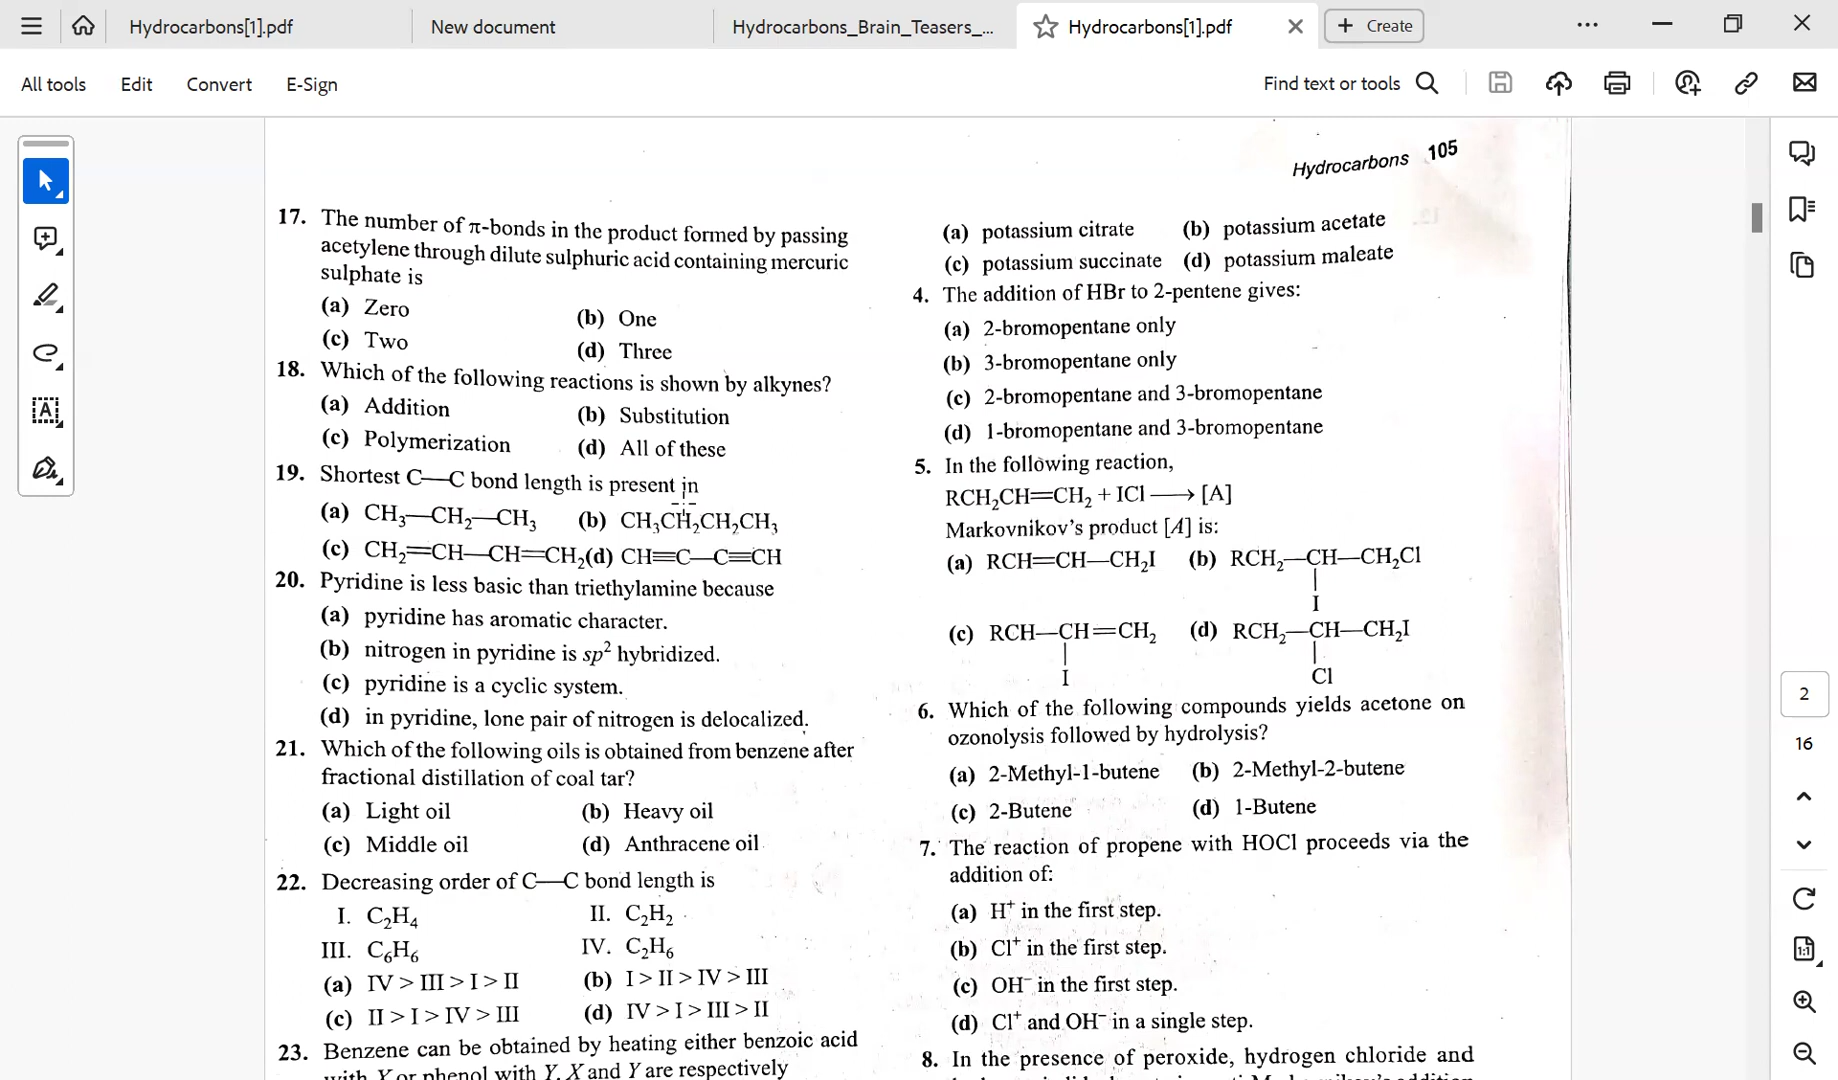 Hydrocarbons[1].pdf
New document
Hydrocarbons_Brain_Teasers_...
Hydrocarbons[1].pdf
Create
All tools
Edit
Convert
E-Sign
Find text or tools
Hydrocarbons 105
17. The number of π-bonds in the product formed by passing
acetylene through dilute sulphuric acid containing mercuric
sulphate is
(a) Zero (b) One
(c) Two (d) Three
18. Which of the following reactions is shown by alkynes?
(a) Addition (b) Substitution
(c) Polymerization (d) All of these
19. Shortest C—C bond length is present in
(a) CH₃—CH₂—CH₃ (b) CH₃CH₂CH₂CH₃
(c) CH₂=CH—CH=CH₂ (d) CH≡C—C≡CH
20. Pyridine is less basic than triethylamine because
(a) pyridine has aromatic character.
(b) nitrogen in pyridine is sp² hybridized.
(c) pyridine is a cyclic system.
(d) in pyridine, lone pair of nitrogen is delocalized.
21. Which of the following oils is obtained from benzene after
fractional distillation of coal tar?
(a) Light oil (b) Heavy oil
(c) Middle oil (d) Anthracene oil
22. Decreasing order of C—C bond length is
I. C₂H₄ II. C₂H₂
III. C₆H₆ IV. C₂H₆
(a) IV > III > I > II (b) I > II > IV > III
(c) II > I > IV > III (d) IV > I > III > II
23. Benzene can be obtained by heating either benzoic acid
with X or phenol with Y. X and Y are respectively
(a) potassium citrate (b) potassium acetate
(c) potassium succinate (d) potassium maleate
4. The addition of HBr to 2-pentene gives:
(a) 2-bromopentane only
(b) 3-bromopentane only
(c) 2-bromopentane and 3-bromopentane
(d) 1-bromopentane and 3-bromopentane
5. In the following reaction,
RCH₂CH=CH₂ + ICl ⟶ [A]
Markovnikov's product [A] is:
(a) RCH=CH—CH₂I (b) RCH₂—CH—CH₂Cl
I
(c) RCH—CH=CH₂ (d) RCH₂—CH—CH₂I
I Cl
6. Which of the following compounds yields acetone on
ozonolysis followed by hydrolysis?
(a) 2-Methyl-1-butene (b) 2-Methyl-2-butene
(c) 2-Butene (d) 1-Butene
7. The reaction of propene with HOCl proceeds via the
addition of:
(a) H⁺ in the first step.
(b) Cl⁺ in the first step.
(c) OH⁻ in the first step.
(d) Cl⁺ and OH⁻ in a single step.
8. In the presence of peroxide, hydrogen chloride and
2
16